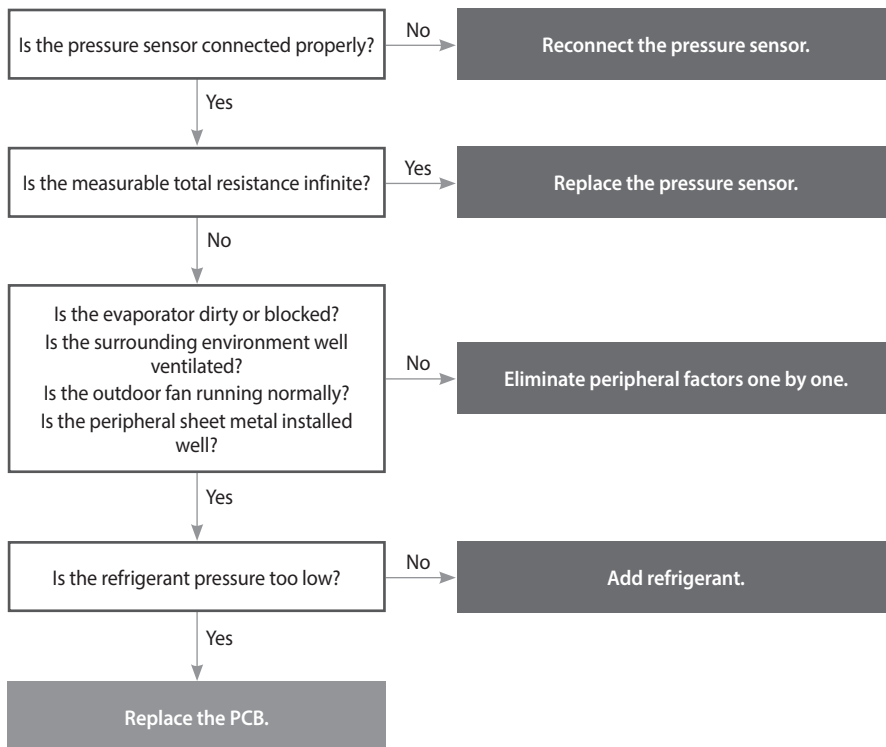 Is the pressure sensor connected properly?
No
Reconnect the pressure sensor.
Yes
Is the measurable total resistance infinite?
Yes
Replace the pressure sensor.
No
Is the evaporator dirty or blocked?
Is the surrounding environment well
ventilated?
Is the outdoor fan running normally?
Is the peripheral sheet metal installed
well?
No
Eliminate peripheral factors one by one.
Yes
Is the refrigerant pressure too low?
No
Add refrigerant.
Yes
Replace the PCB.